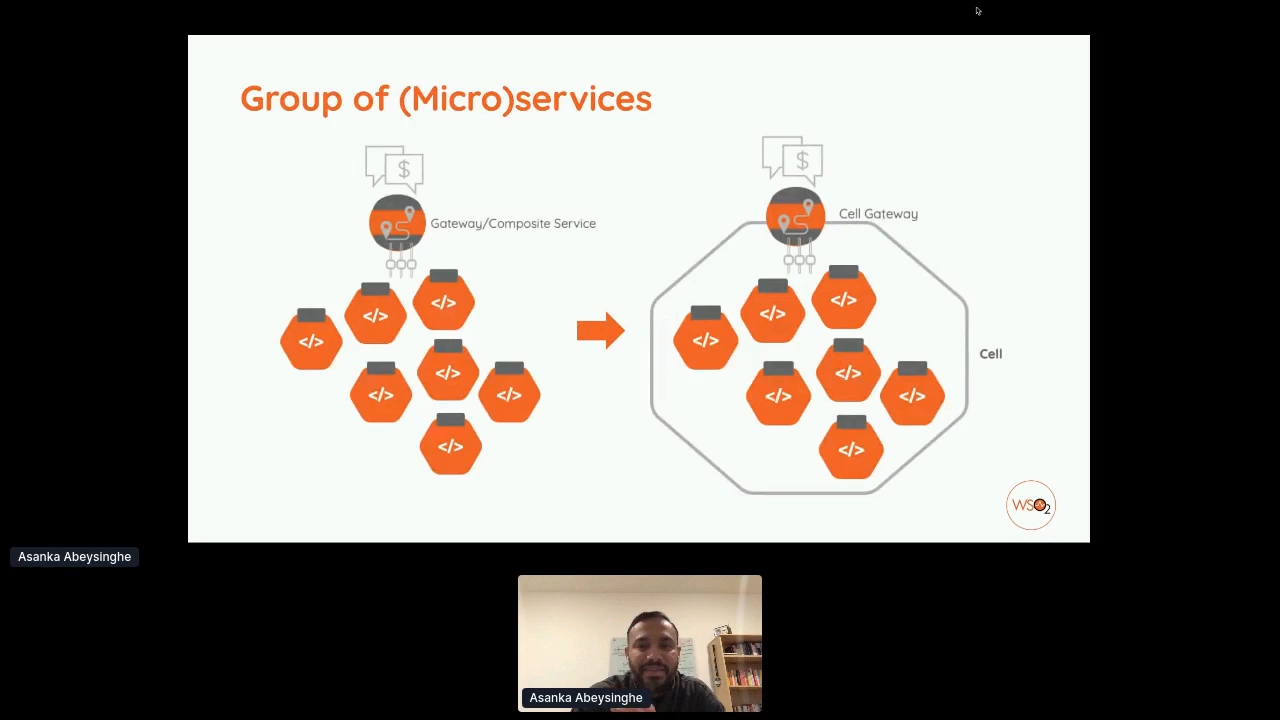 Group of (Micro)services
$
$
Gateway/Composite Service
Cell Gateway
</>
</>
</>
</>
</>
</>
</>
</>
</>
</>
</>
</>
</>
</>
Cell
WSO2
Asanka Abeysinghe
Asanka Abeysinghe